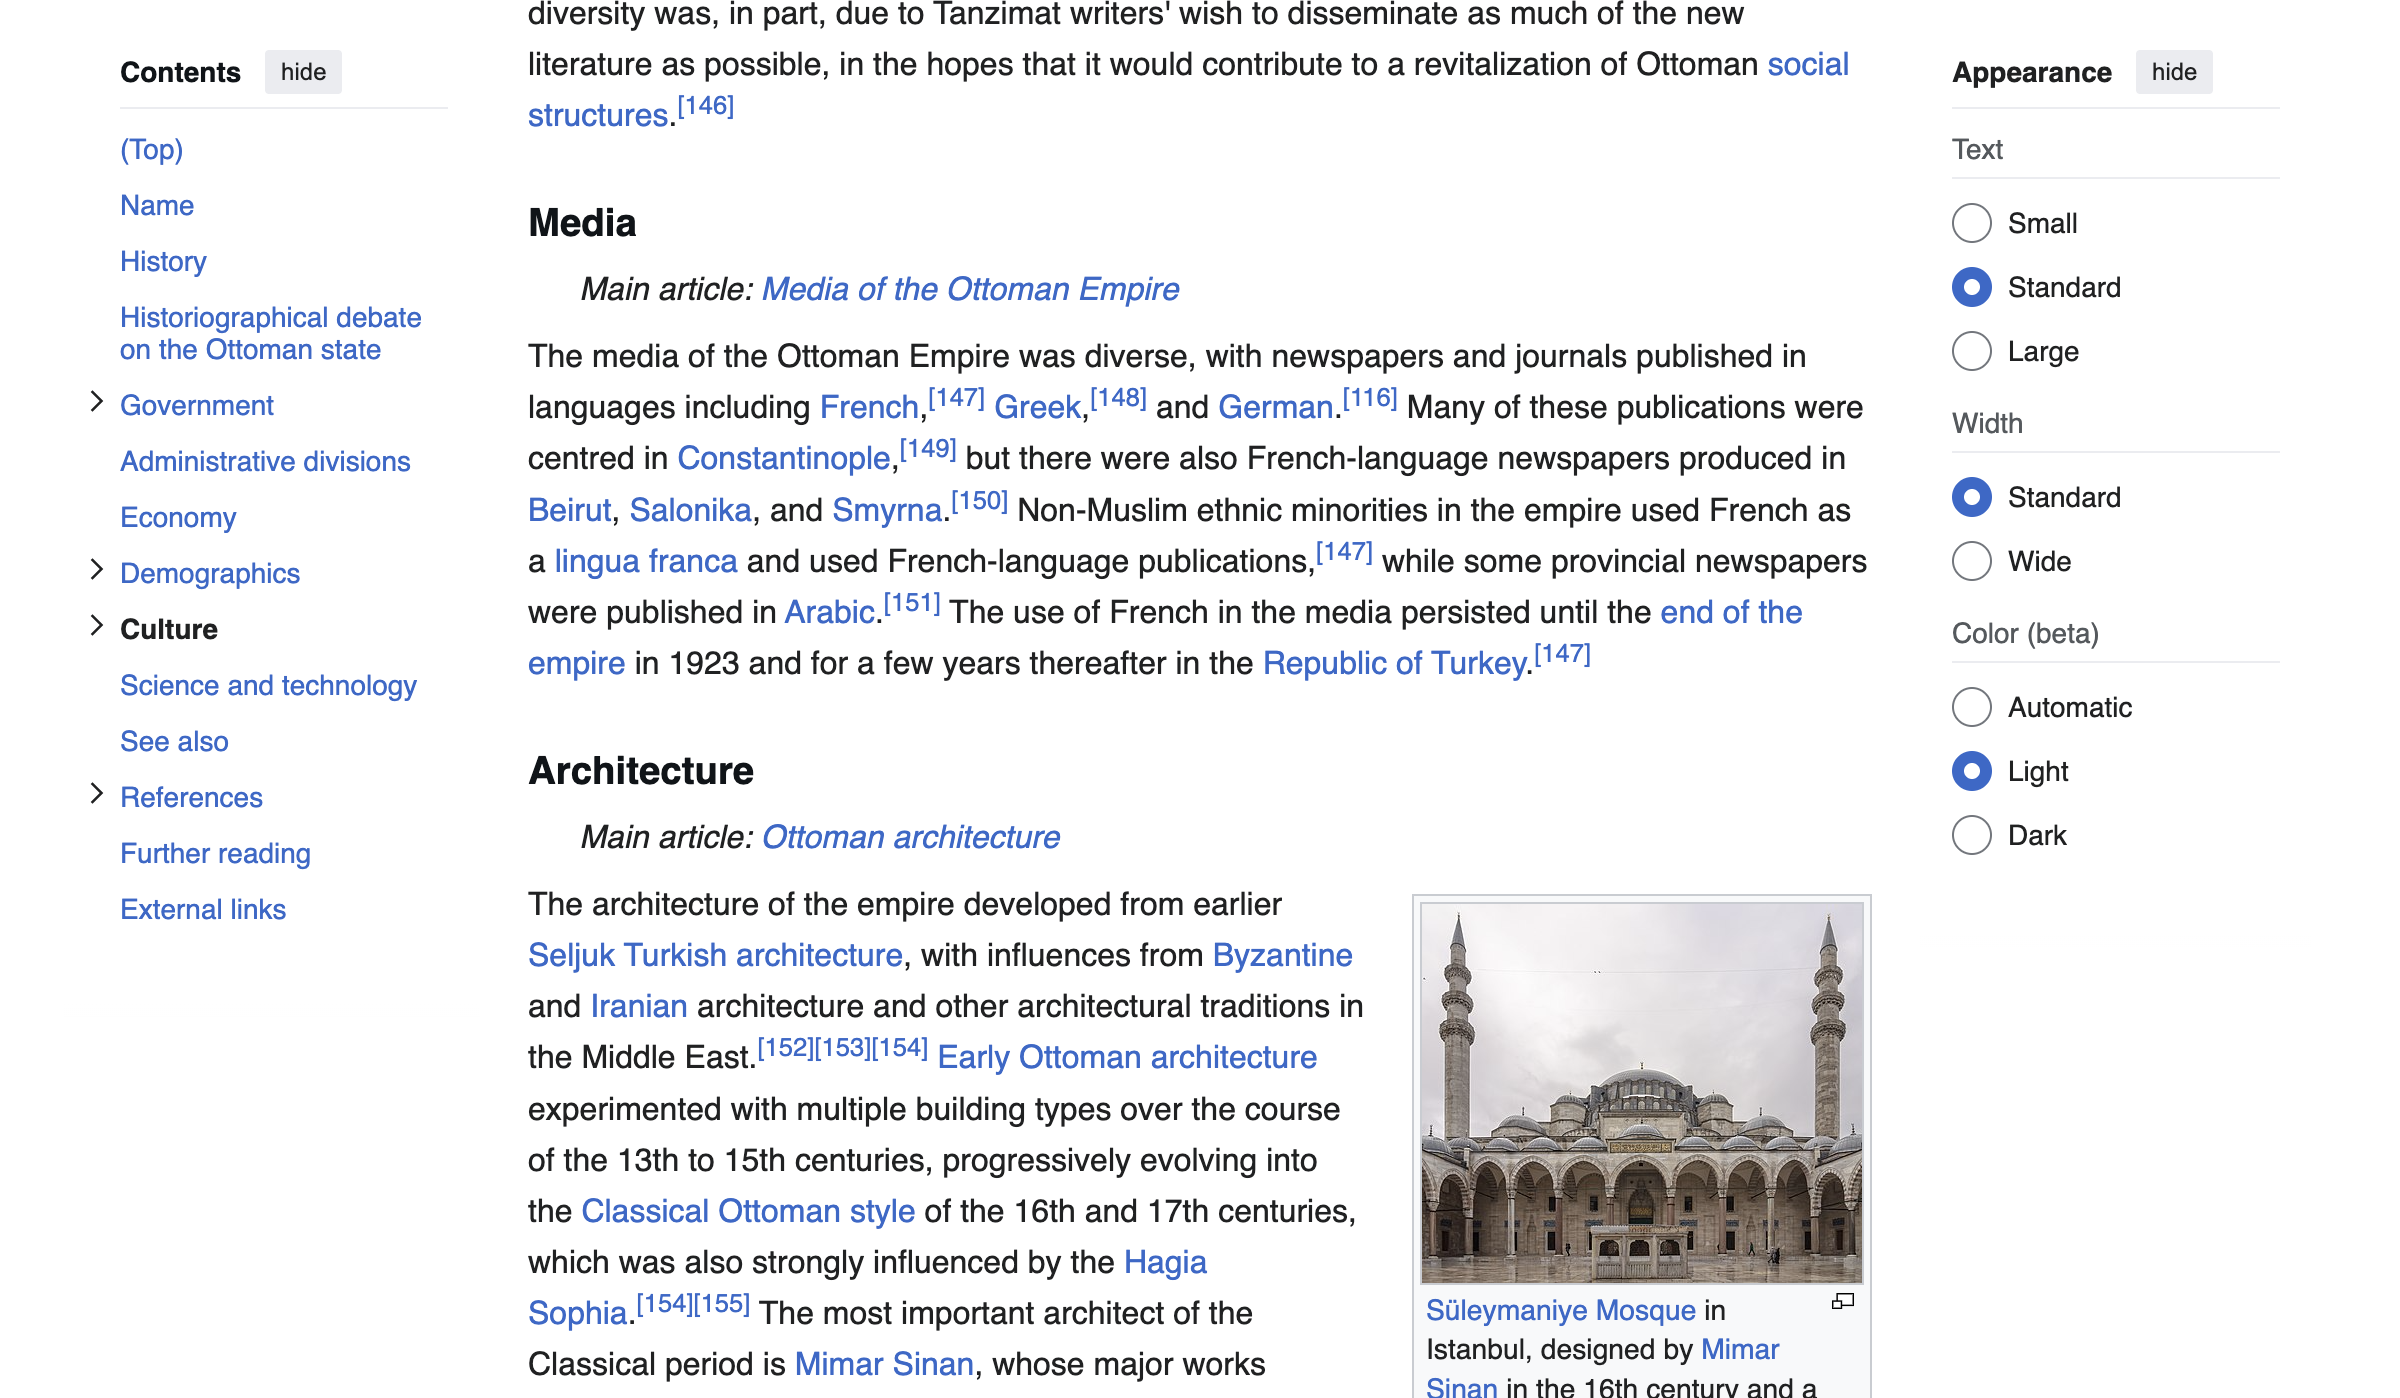 Contents hide
(Top)
Name
History
Historiographical debate
on the Ottoman state
Government
Administrative divisions
Economy
Demographics
Culture
Science and technology
See also
References
Further reading
External links
diversity was, in part, due to Tanzimat writers' wish to disseminate as much of the new
literature as possible, in the hopes that it would contribute to a revitalization of Ottoman social
structures.[146]
Media
Main article: Media of the Ottoman Empire
The media of the Ottoman Empire was diverse, with newspapers and journals published in
languages including French,[147] Greek,[148] and German.[116] Many of these publications were
centred in Constantinople,[149] but there were also French-language newspapers produced in
Beirut, Salonika, and Smyrna.[150] Non-Muslim ethnic minorities in the empire used French as
a lingua franca and used French-language publications,[147] while some provincial newspapers
were published in Arabic.[151] The use of French in the media persisted until the end of the
empire in 1923 and for a few years thereafter in the Republic of Turkey.[147]
Architecture
Main article: Ottoman architecture
The architecture of the empire developed from earlier
Seljuk Turkish architecture, with influences from Byzantine
and Iranian architecture and other architectural traditions in
the Middle East.[152][153][154] Early Ottoman architecture
experimented with multiple building types over the course
of the 13th to 15th centuries, progressively evolving into
the Classical Ottoman style of the 16th and 17th centuries,
which was also strongly influenced by the Hagia
Sophia.[154][155] The most important architect of the
Classical period is Mimar Sinan, whose major works
Süleymaniye Mosque in
Istanbul, designed by Mimar
Sinan in the 16th century and a
Appearance hide
Text
Small
Standard
Large
Width
Standard
Wide
Color (beta)
Automatic
Light
Dark